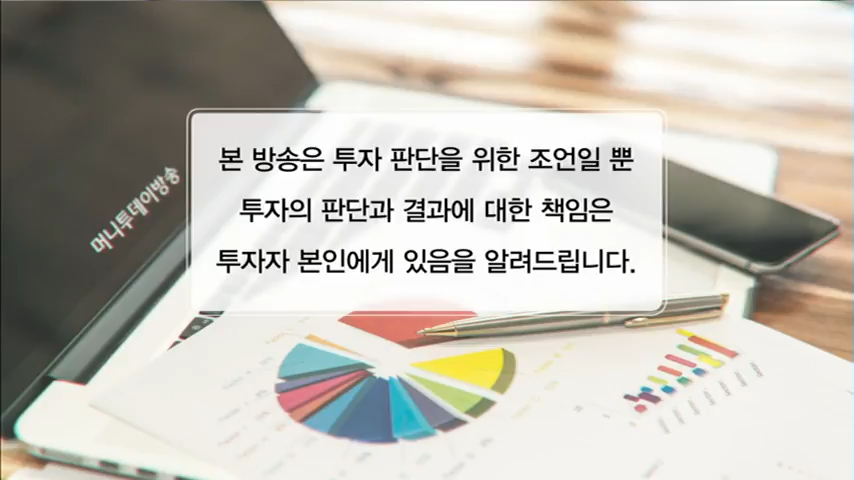 본 방송은 투자 판단을 위한 조언일 뿐
투자의 판단과 결과에 대한 책임은
투자자 본인에게 있음을 알려드립니다.
머니투데이방송